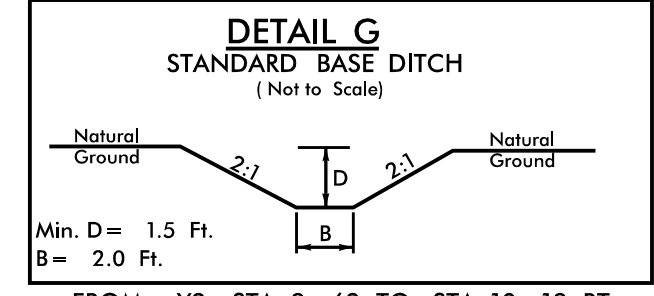 DETAIL G
STANDARD BASE DITCH
( Not to Scale)
Natural
Ground
2:1
D
2:1
Natural
Ground
Min. D = 1.5 Ft.
B
B = 2.0 Ft.